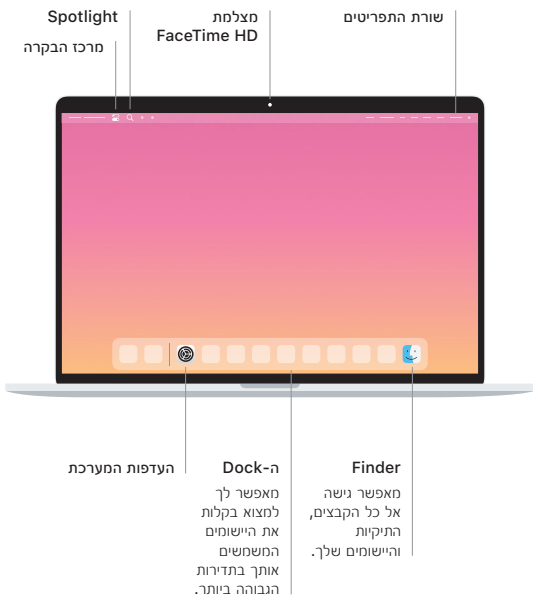 שורת התפריטים
מצלמת
FaceTime HD
Spotlight
מרכז הבקרה
Finder
מאפשר גישה
אל כל הקבצים,
התיקיות
והיישומים שלך.
ה-Dock
מאפשר לך
למצוא בקלות
את היישומים
המשמשים
אותך בתדירות
הגבוהה ביותר.
העדפות המערכת